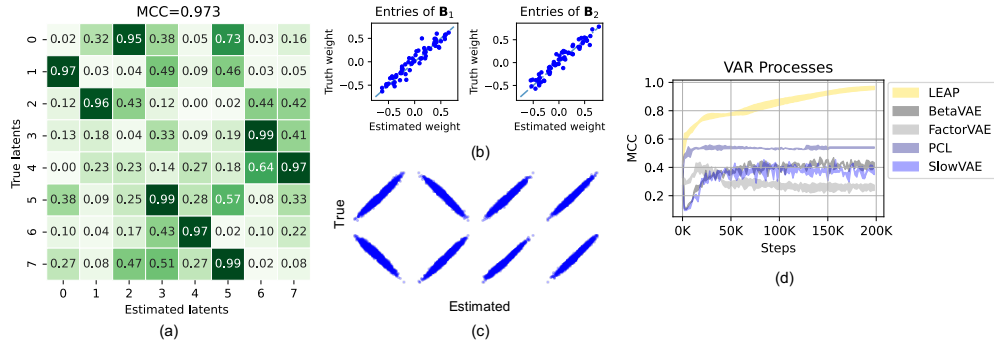 MCC=0.973
True latents
0 0.02 0.32 0.95 0.38 0.05 0.73 0.03 0.16
1 0.97 0.03 0.04 0.49 0.09 0.46 0.03 0.05
2 0.12 0.96 0.43 0.12 0.00 0.02 0.44 0.42
3 0.13 0.18 0.04 0.33 0.09 0.19 0.99 0.41
4 0.00 0.23 0.23 0.14 0.27 0.18 0.64 0.97
5 0.38 0.09 0.25 0.99 0.28 0.57 0.08 0.33
6 0.10 0.04 0.17 0.43 0.97 0.02 0.10 0.22
7 0.27 0.08 0.47 0.51 0.27 0.99 0.02 0.08
0 1 2 3 4 5 6 7
Estimated latents
(a)
Entries of B₁
Truth weight
0.5
0.0
−0.5
−0.5 0.0 0.5
Estimated weight
Entries of B₂
Truth weight
0.5
0.0
−0.5
−0.5 0.0 0.5
Estimated weight
(b)
True
Estimated
(c)
VAR Processes
MCC
1.0
0.8
0.6
0.4
0.2
0K 50K 100K 150K 200K
Steps
LEAP
BetaVAE
FactorVAE
PCL
SlowVAE
(d)